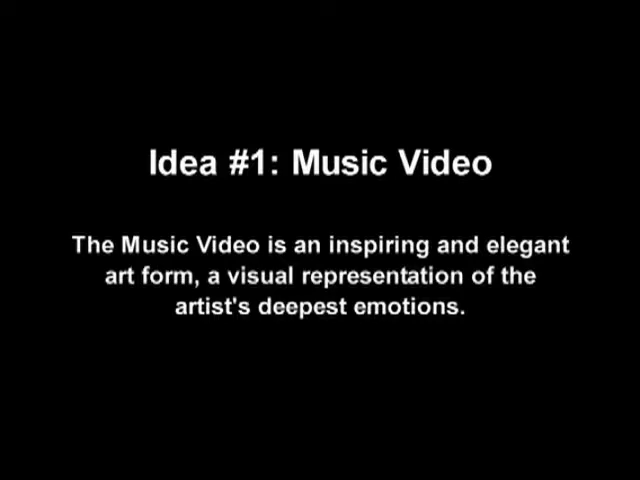 Idea #1: Music Video
The Music Video is an inspiring and elegant
art form, a visual representation of the
artist's deepest emotions.